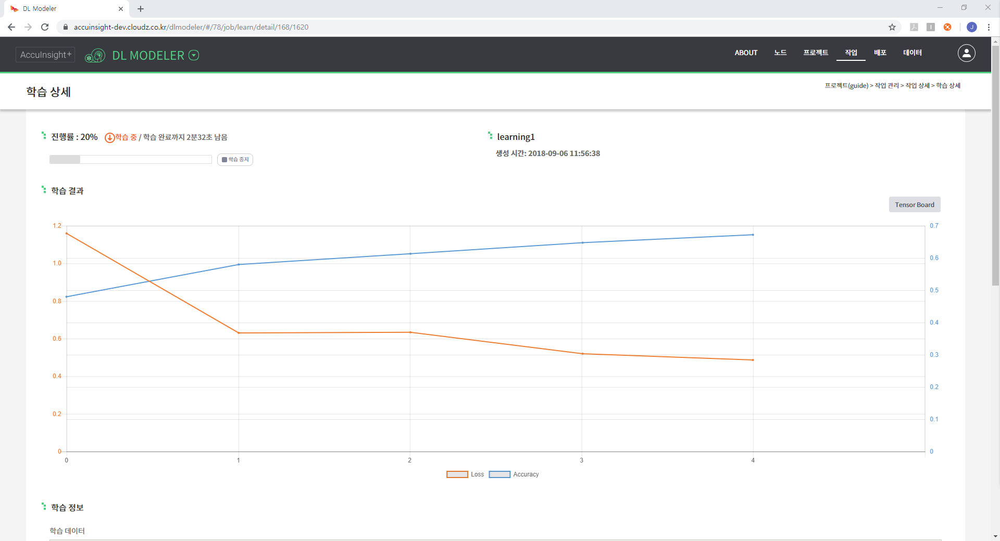 DL Modeler
accuinsight-dev.cloudz.co.kr/dlmodeler/#/78/job/learn/detail/168/1620
J
AccuInsight+
DL MODELER
ABOUT 노드 프로젝트 작업 배포 데이터
학습 상세
프로젝트(guide) > 작업 관리 > 작업 상세 > 학습 상세
진행률 : 20% 학습 중 / 학습 완료까지 2분32초 남음
학습 중지
learning1
생성 시간: 2018-09-06 11:56:38
학습 결과
Tensor Board
1.2
1.0
0.8
0.6
0.4
0.2
0
0.7
0.6
0.5
0.4
0.3
0.2
0.1
0
0 1 2 3 4
Loss Accuracy
학습 정보
학습 데이터